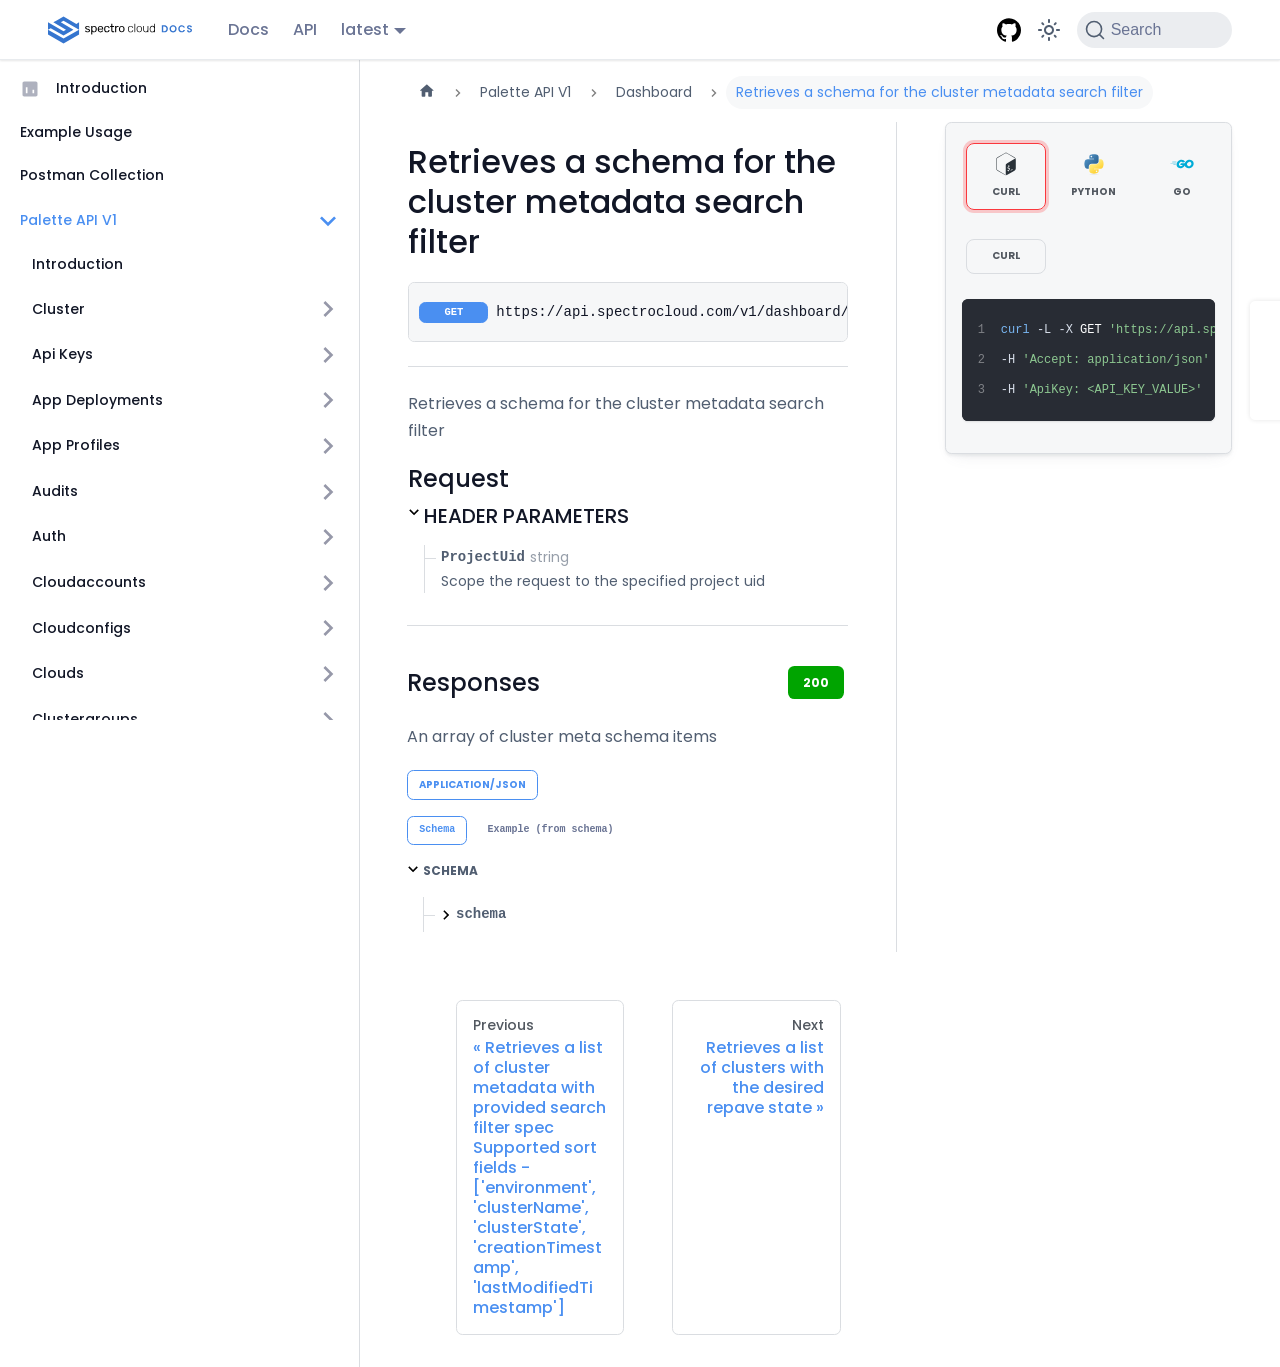 spectro cloud DOCS
Docs
API
latest
Search
Introduction
Example Usage
Postman Collection
Palette API V1
Introduction
Cluster
Api Keys
App Deployments
App Profiles
Audits
Auth
Cloudaccounts
Cloudconfigs
Clouds
Clustergroups
Palette API V1
Dashboard
Retrieves a schema for the cluster metadata search filter
Retrieves a schema for the
cluster metadata search
filter
GET https://api.spectrocloud.com/v1/dashboard/
Retrieves a schema for the cluster metadata search
filter
Request
HEADER PARAMETERS
ProjectUid string
Scope the request to the specified project uid
Responses
200
An array of cluster meta schema items
APPLICATION/JSON
Schema
Example (from schema)
SCHEMA
schema
CURL
PYTHON
GO
CURL
1 curl -L -X GET 'https://api.sp
2 -H 'Accept: application/json'
3 -H 'ApiKey: <API_KEY_VALUE>'
Previous
« Retrieves a list
of cluster
metadata with
provided search
filter spec
Supported sort
fields -
['environment',
'clusterName',
'clusterState',
'creationTimest
amp',
'lastModifiedTi
mestamp']
Next
Retrieves a list
of clusters with
the desired
repave state »